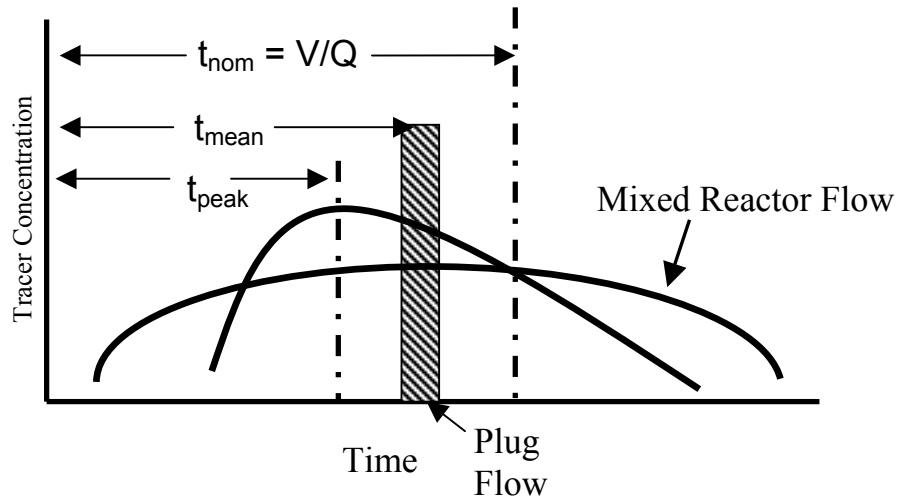 t_nom = V/Q
t_mean
t_peak
Tracer Concentration
Mixed Reactor Flow
Time
Plug
Flow